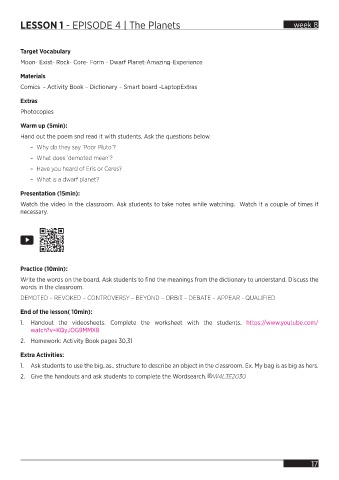 LESSON 1 - EPISODE 4 | The Planets
week 8
Target Vocabulary
Moon- Exist- Rock- Core- Form - Dwarf Planet-Amazing-Experience
Materials
Comics - Activity Book - Dictionary - Smart board -LaptopExtras
Extras
Photocopies
Warm up (5min):
Hand out the poem snd read it with students. Ask the questions below.
- Why do they say 'Poor Pluto'?
- What does 'demoted mean'?
- Have you heard of Eris or Ceres?
- What is a dwarf planet?
Presentation (15min):
Watch the video in the classroom. Ask students to take notes while watching. Watch it a couple of times if
necessary.
Practice (10min):
Write the words on the board. Ask students to find the meanings from the dictionary to understand. Discuss the
words in the classroom.
DEMOTED - REVOKED - CONTROVERSY - BEYOND - ORBIT - DEBATE - APPEAR - QUALIFIED
End of the lesson( 10min):
1. Handout the videosheets. Complete the worksheet with the students. https://www.youtube.com/
2. Homework: Activity Book pages 30,31
Extra Activities:
1. Ask students to use the big..as.. structure to describe an object in the classroom. Ex. My bag is as big as hers.
2. Give the handouts and ask students to complete the Wordsearch.
17